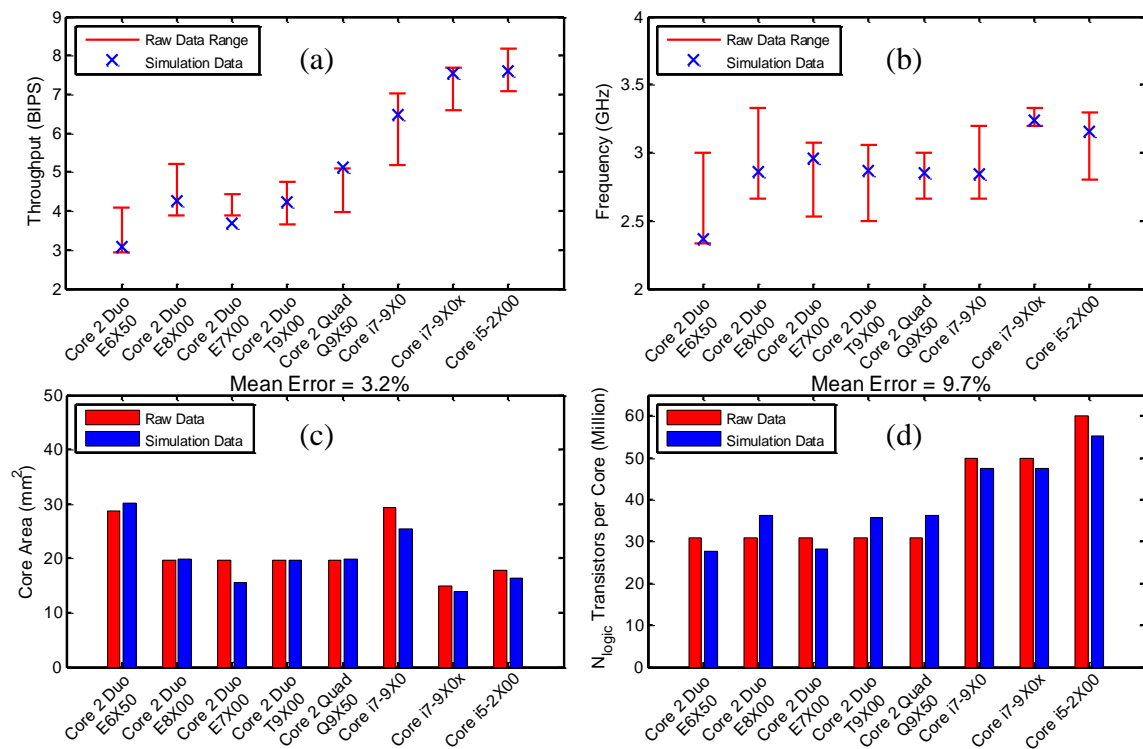 9
8
7
6
5
4
3
2
Throughput (BIPS)
Raw Data Range
Simulation Data
(a)
Core 2 Duo
E6X50
Core 2 Duo
E8X00
Core 2 Duo
E7X00
Core 2 Duo
T9X00
Core 2 Quad
Q9X50
Core i7-9X0
Core i7-9X0x
Core i5-2X00
4
3.5
3
2.5
2
Frequency (GHz)
Raw Data Range
Simulation Data
(b)
Core 2 Duo
E6X50
Core 2 Duo
E8X00
Core 2 Duo
E7X00
Core 2 Duo
T9X00
Core 2 Quad
Q9X50
Core i7-9X0
Core i7-9X0x
Core i5-2X00
Mean Error = 3.2%
50
40
30
20
10
0
Core Area (mm2)
Raw Data
Simulation Data
(c)
Core 2 Duo
E6X50
Core 2 Duo
E8X00
Core 2 Duo
E7X00
Core 2 Duo
T9X00
Core 2 Quad
Q9X50
Core i7-9X0
Core i7-9X0x
Core i5-2X00
Mean Error = 9.7%
60
50
40
30
20
10
0
Nlogic Transistors per Core (Million)
Raw Data
Simulation Data
(d)
Core 2 Duo
E6X50
Core 2 Duo
E8X00
Core 2 Duo
E7X00
Core 2 Duo
T9X00
Core 2 Quad
Q9X50
Core i7-9X0
Core i7-9X0x
Core i5-2X00